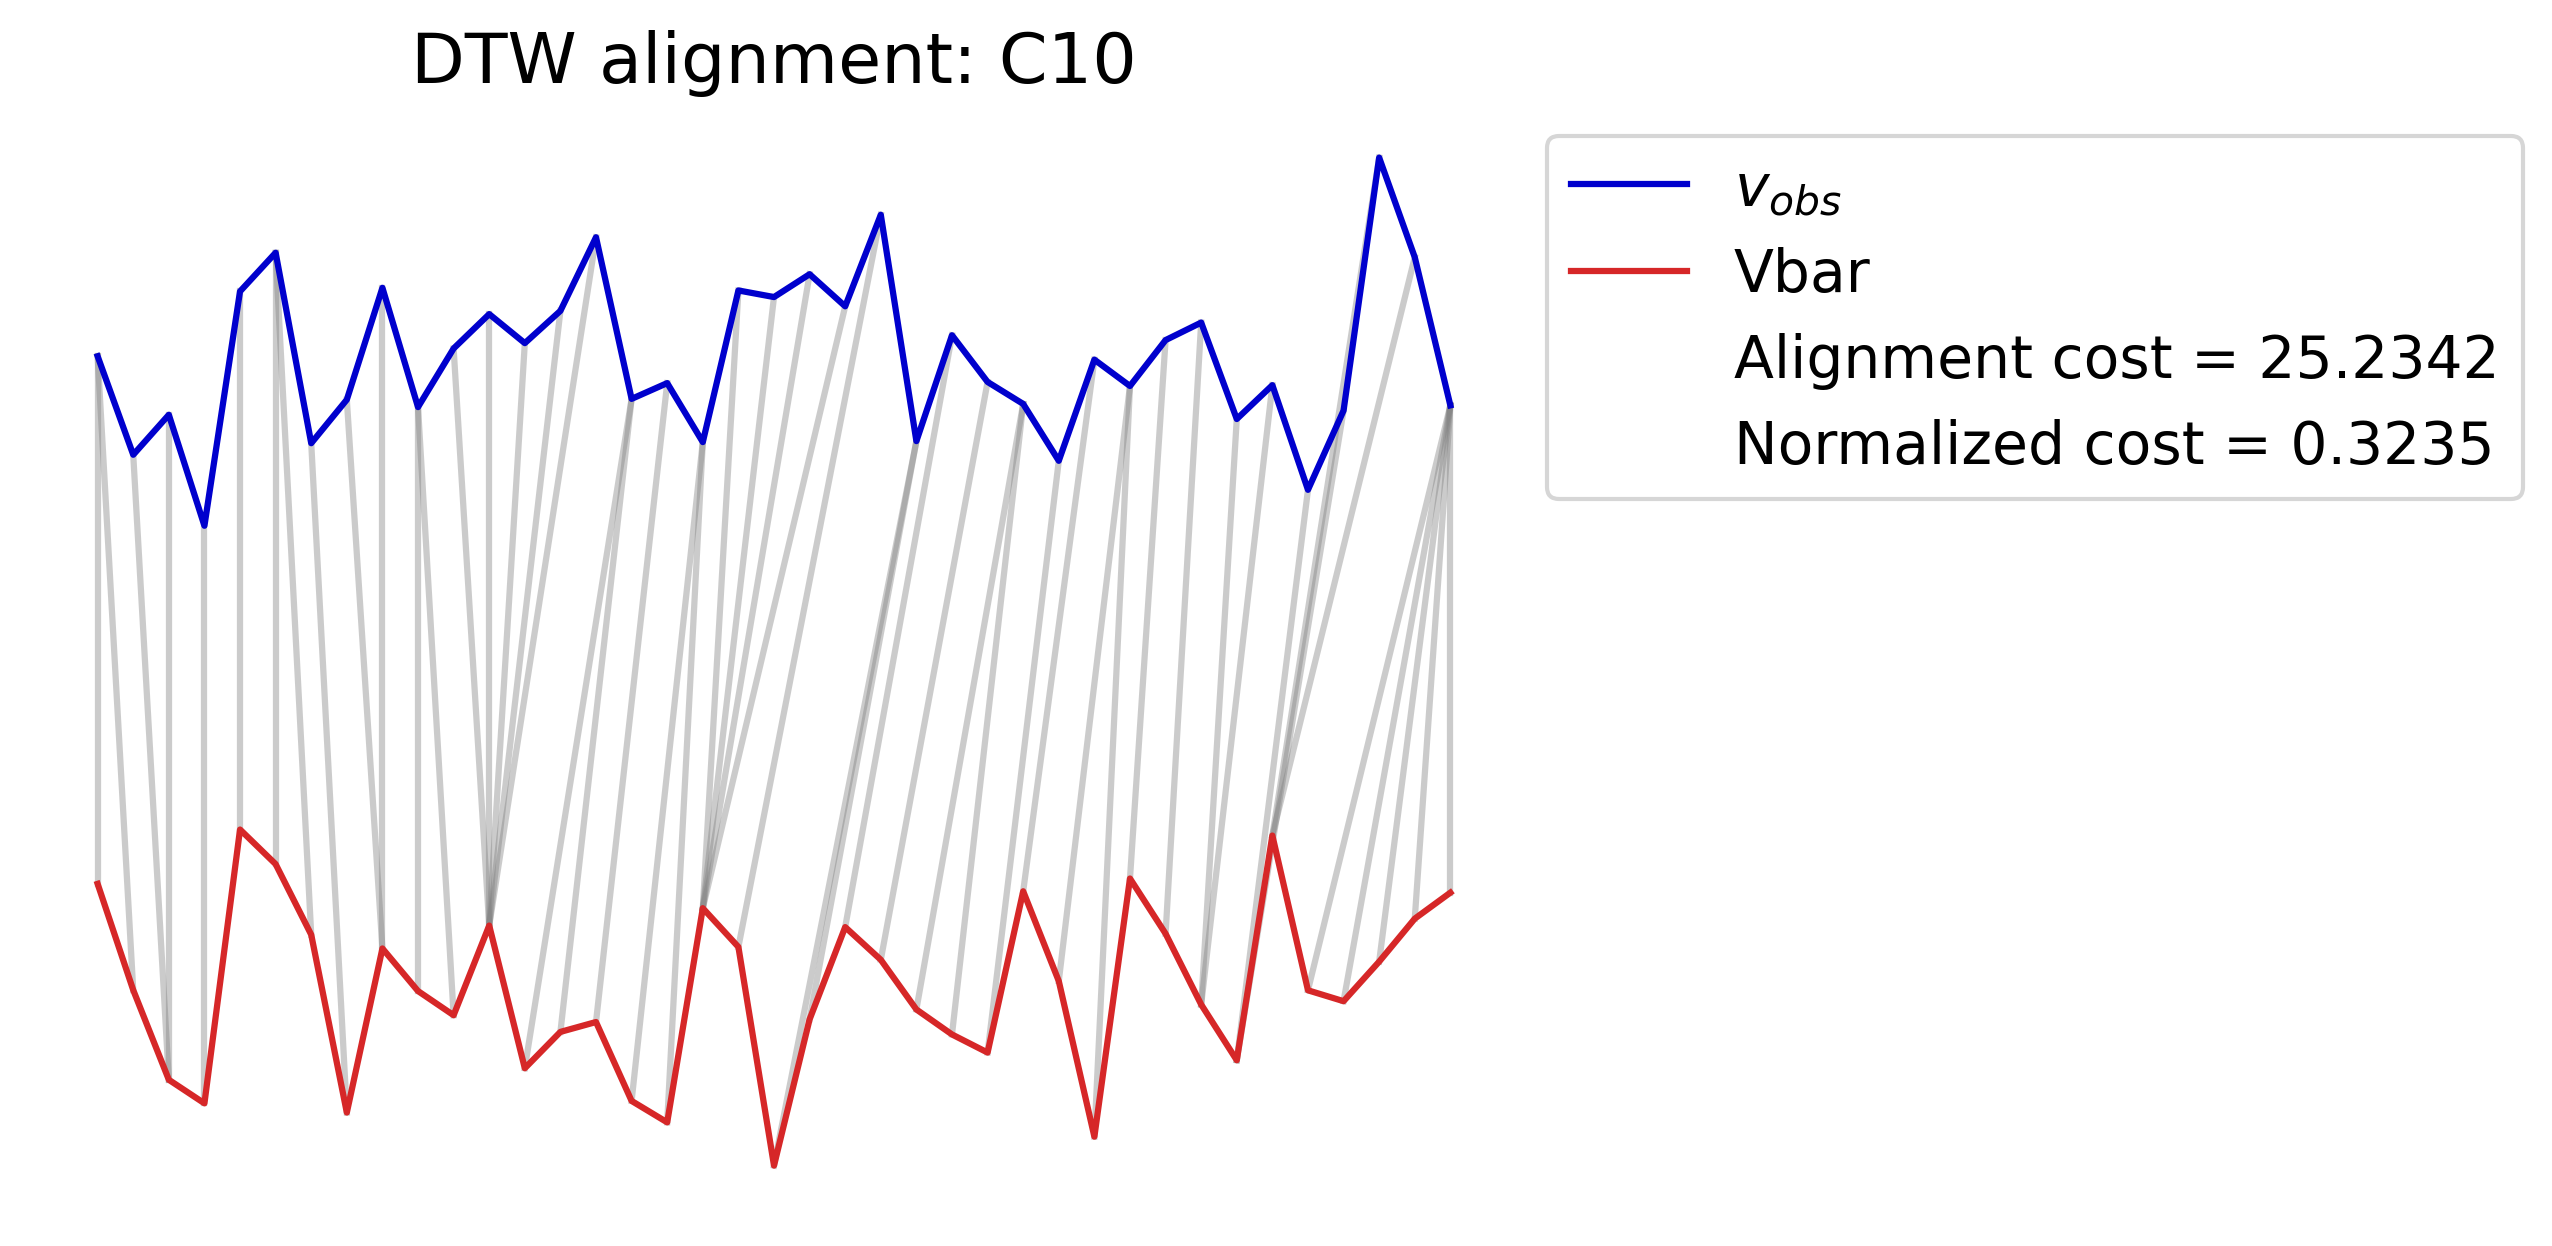 DTW alignment: C10
v_obs
Vbar
Alignment cost = 25.2342
Normalized cost = 0.3235